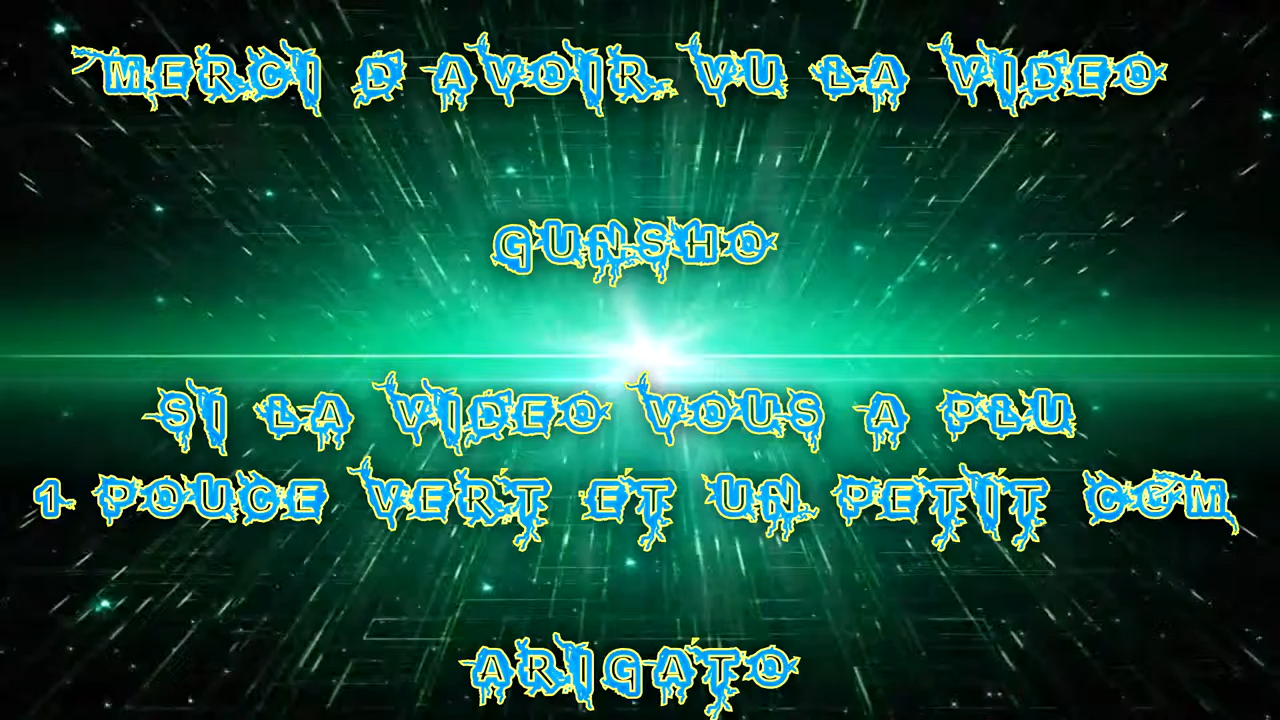 MERCI D AVOIR VU LA VIDEO
GUNSHO
SI LA VIDEO VOUS A PLU
1 POUCE VERT ET UN PETIT COM
ARIGATO